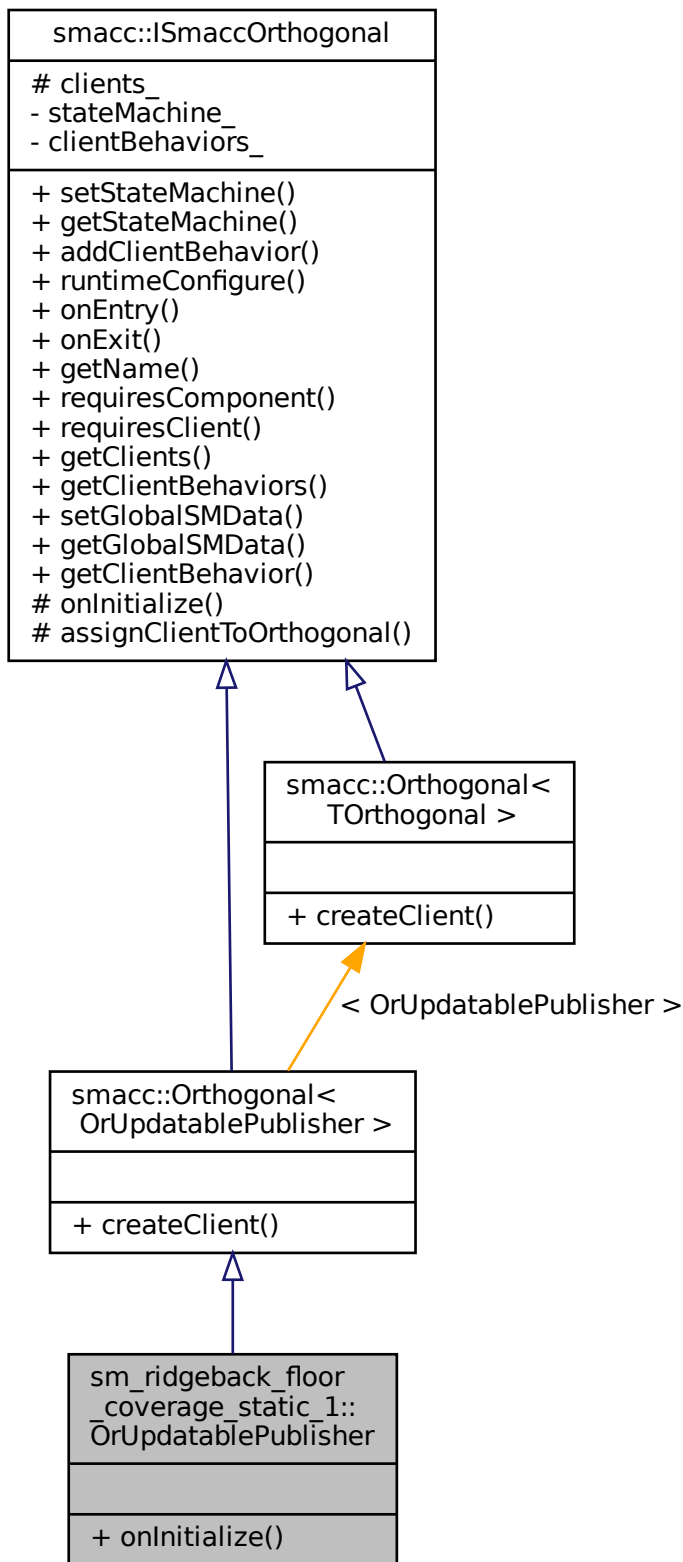 smacc::ISmaccOrthogonal
# clients_
- stateMachine_
- clientBehaviors_
+ setStateMachine()
+ getStateMachine()
+ addClientBehavior()
+ runtimeConfigure()
+ onEntry()
+ onExit()
+ getName()
+ requiresComponent()
+ requiresClient()
+ getClients()
+ getClientBehaviors()
+ setGlobalSMData()
+ getGlobalSMData()
+ getClientBehavior()
# onInitialize()
# assignClientToOrthogonal()
smacc::Orthogonal<
TOrthogonal >
+ createClient()
< OrUpdatablePublisher >
smacc::Orthogonal<
OrUpdatablePublisher >
+ createClient()
sm_ridgeback_floor
_coverage_static_1::
OrUpdatablePublisher
+ onInitialize()